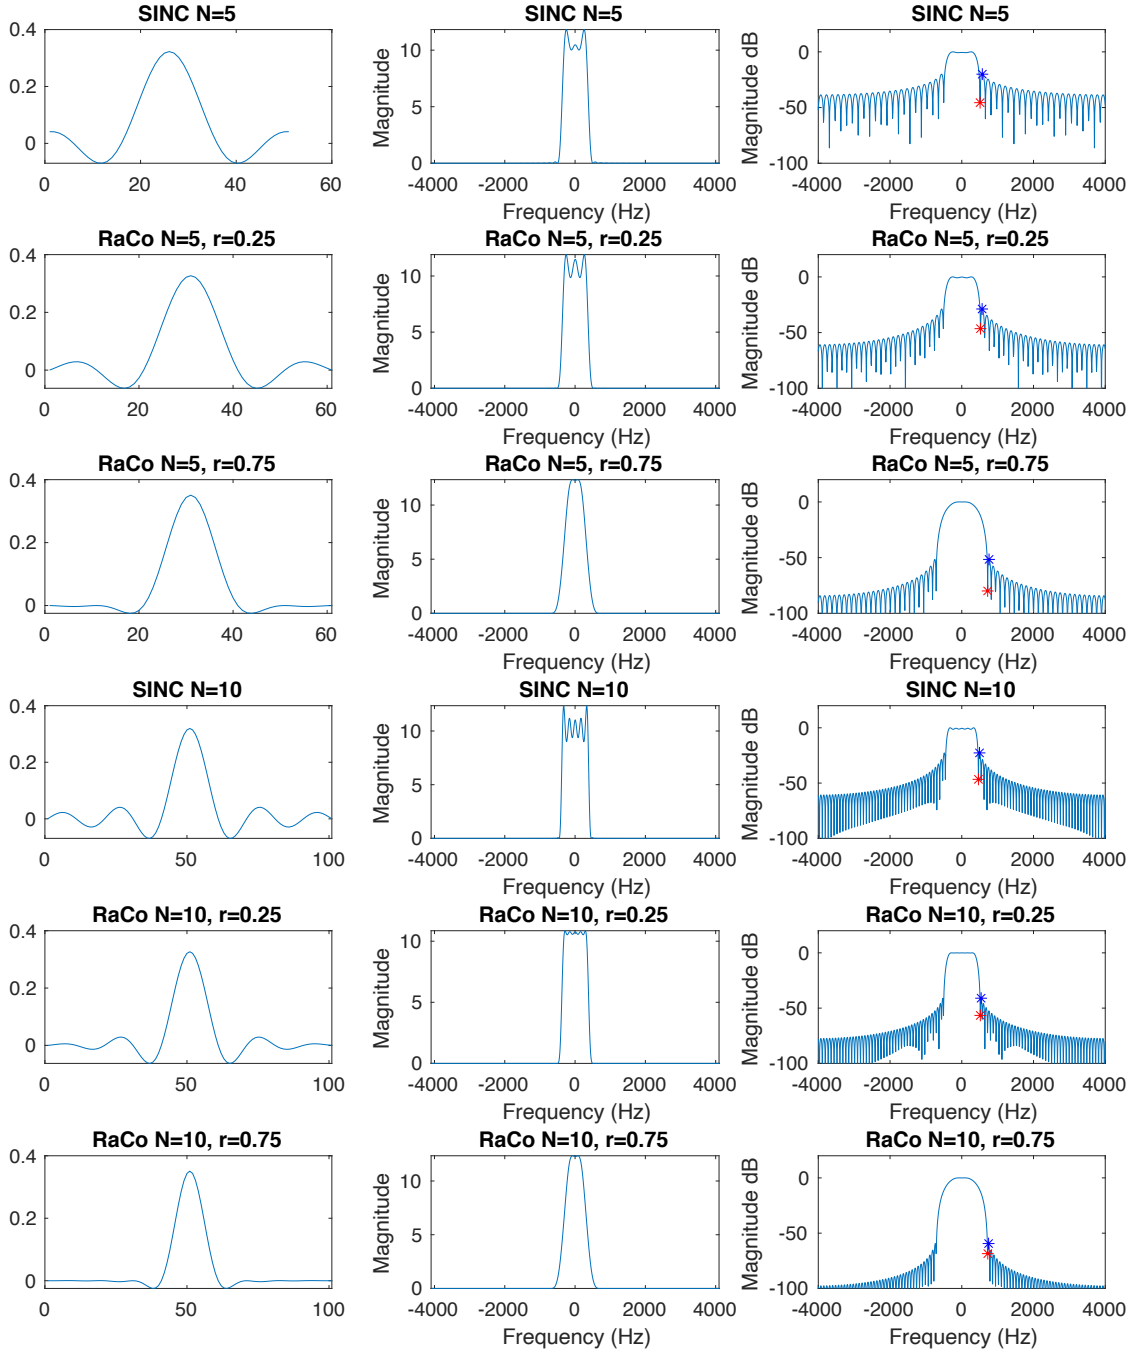 SINC N=5
0.4
0.2
0
0 20 40 60
SINC N=5
Magnitude
10
5
0
-4000 -2000 0 2000 4000
Frequency (Hz)
SINC N=5
Magnitude dB
0
-50
-100
-4000 -2000 0 2000 4000
Frequency (Hz)
RaCo N=5, r=0.25
0.4
0.2
0
0 20 40 60
RaCo N=5, r=0.25
Magnitude
10
5
0
-4000 -2000 0 2000 4000
Frequency (Hz)
RaCo N=5, r=0.25
Magnitude dB
0
-50
-100
-4000 -2000 0 2000 4000
Frequency (Hz)
RaCo N=5, r=0.75
0.4
0.2
0
0 20 40 60
RaCo N=5, r=0.75
Magnitude
10
5
0
-4000 -2000 0 2000 4000
Frequency (Hz)
RaCo N=5, r=0.75
Magnitude dB
0
-50
-100
-4000 -2000 0 2000 4000
Frequency (Hz)
SINC N=10
0.4
0.2
0
0 50 100
SINC N=10
Magnitude
10
5
0
-4000 -2000 0 2000 4000
Frequency (Hz)
SINC N=10
Magnitude dB
0
-50
-100
-4000 -2000 0 2000 4000
Frequency (Hz)
RaCo N=10, r=0.25
0.4
0.2
0
0 50 100
RaCo N=10, r=0.25
Magnitude
10
5
0
-4000 -2000 0 2000 4000
Frequency (Hz)
RaCo N=10, r=0.25
Magnitude dB
0
-50
-100
-4000 -2000 0 2000 4000
Frequency (Hz)
RaCo N=10, r=0.75
0.4
0.2
0
0 50 100
RaCo N=10, r=0.75
Magnitude
10
5
0
-4000 -2000 0 2000 4000
Frequency (Hz)
RaCo N=10, r=0.75
Magnitude dB
0
-50
-100
-4000 -2000 0 2000 4000
Frequency (Hz)